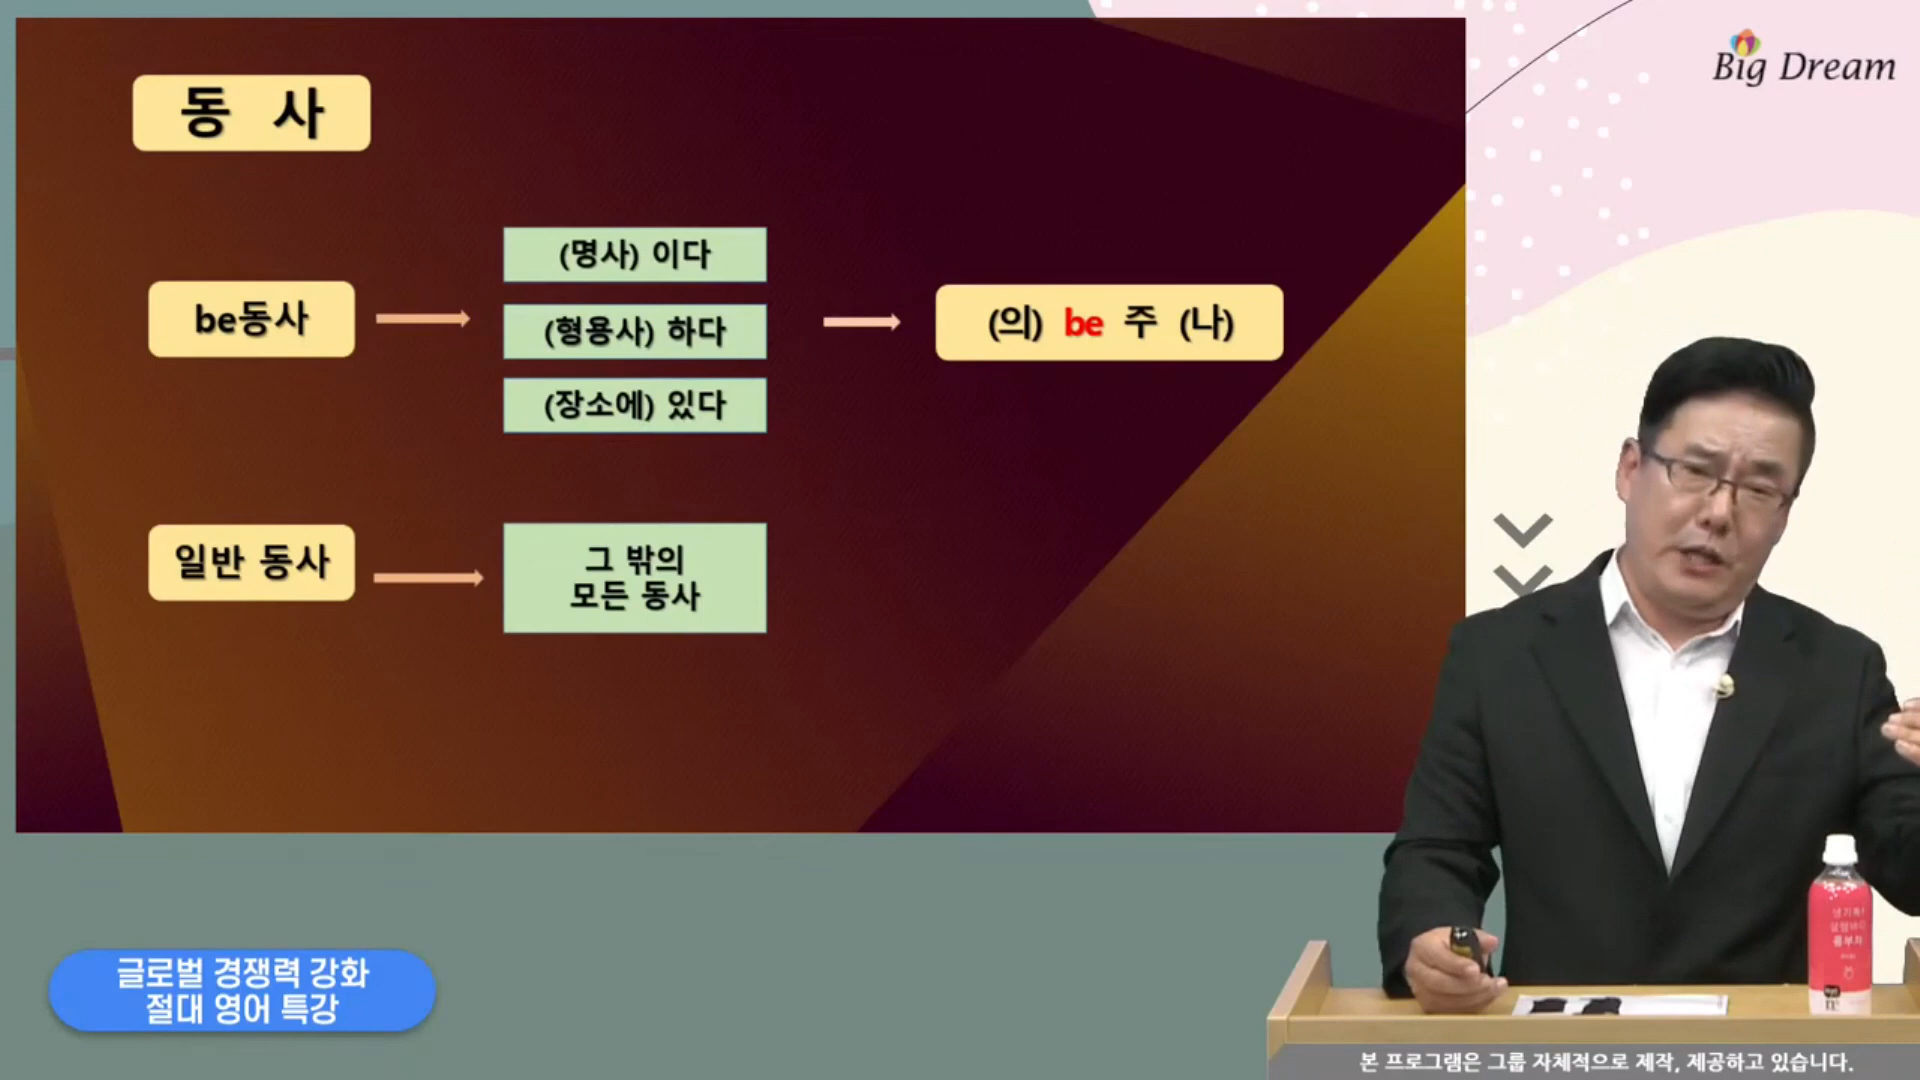 Big Dream
동 사
be동사
(명사) 이다
(형용사) 하다
(장소에) 있다
(의) be 주 (나)
일반 동사
그 밖의
모든 동사
글로벌 경쟁력 강화
절대 영어 특강
콤부차
본 프로그램은 그룹 자체적으로 제작, 제공하고 있습니다.